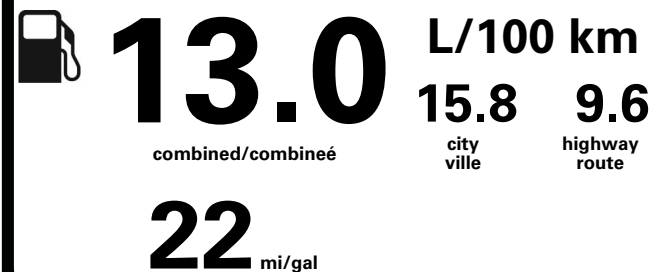 13.0 L/100 km
15.8 9.6
combined/combineé city highway
ville route
22 mi/gal